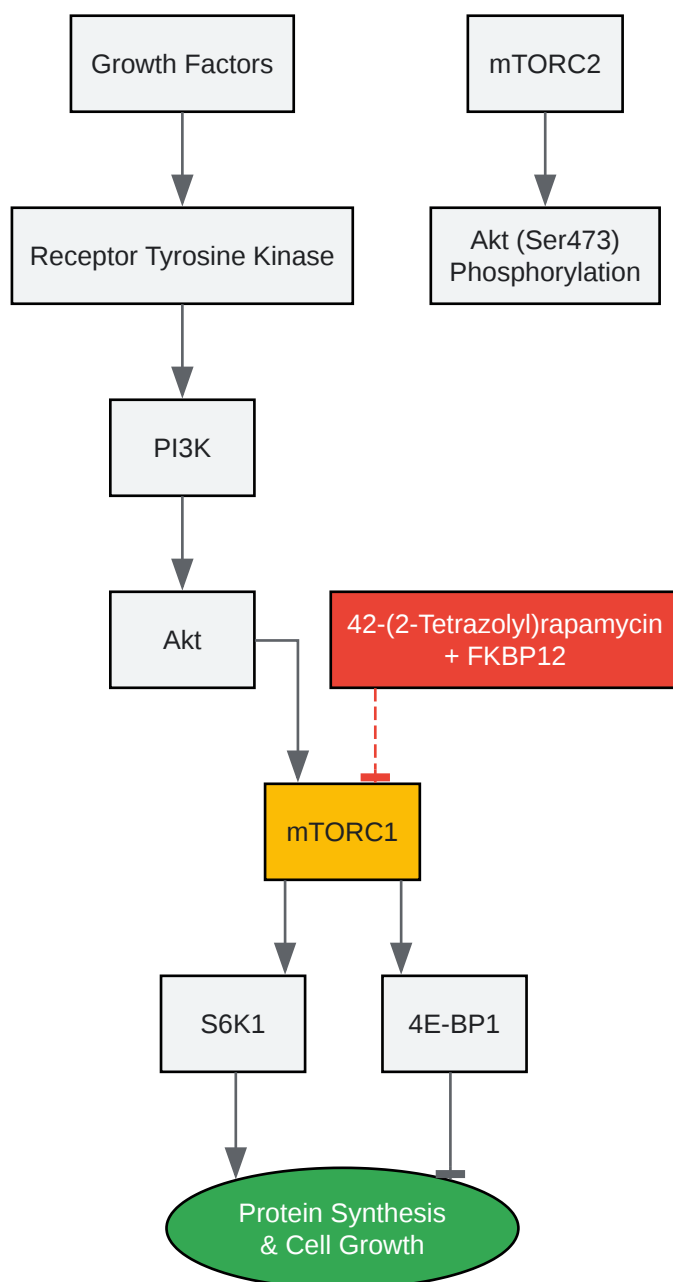 Growth Factors
mTORC2
Receptor Tyrosine Kinase
Akt (Ser473)
Phosphorylation
PI3K
Akt
42-(2-Tetrazolyl)rapamycin
+ FKBP12
mTORC1
S6K1
4E-BP1
Protein Synthesis
& Cell Growth